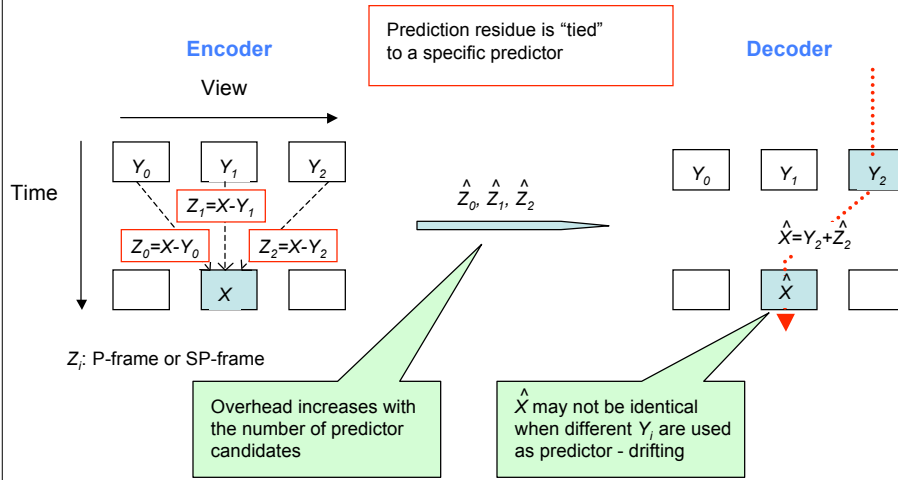 Prediction residue is “tied”
to a specific predictor
Encoder
Decoder
View
Time
Y0
Y1
Y2
Z1=X-Y1
Z0=X-Y0
Z2=X-Y2
X
Ẑ0, Ẑ1, Ẑ2
Y0
Y1
Y2
X̂=Y2+Ẑ2
X̂
Zi: P-frame or SP-frame
Overhead increases with
the number of predictor
candidates
X̂ may not be identical
when different Yi are used
as predictor - drifting